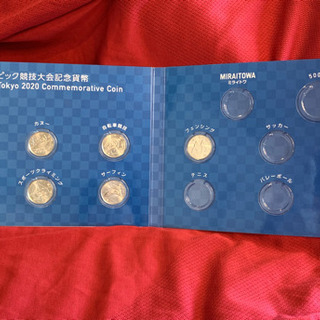 ピック競技大会記念貨幣
Tokyo 2020 Commemorative Coin
カヌー
自転車競技
スポーツクライミング
サーフィン
MIRAITOWA
ミライトワ
500
フェンシング
サッカー
テニス
バレーボール